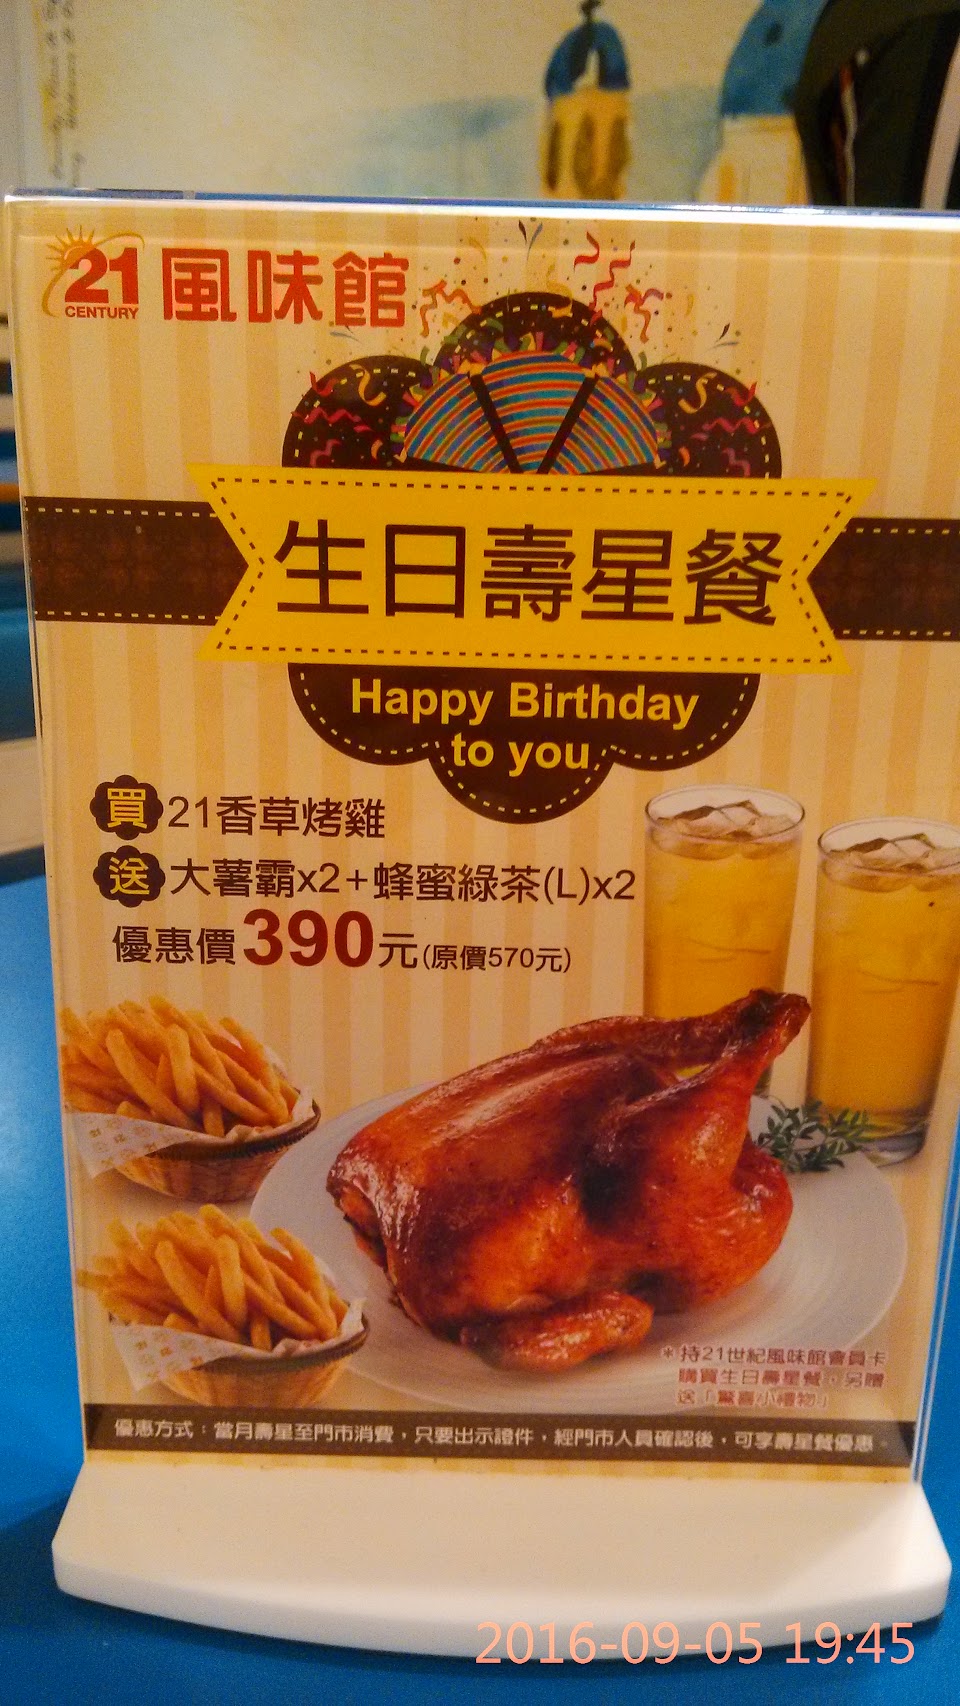 21
CENTURY
風味館
生日壽星餐
Happy Birthday
to you
買 21香草烤雞
送 大薯霸x2+蜂蜜綠茶(L)x2
優惠價390元(原價570元)
*持21世紀風味館會員卡
購買生日壽星餐，另贈
送「驚喜小禮物」
優惠方式：當月壽星至門市消費，只要出示證件，經門市人員確認後，可享壽星餐優惠。
2016-09-05 19:45